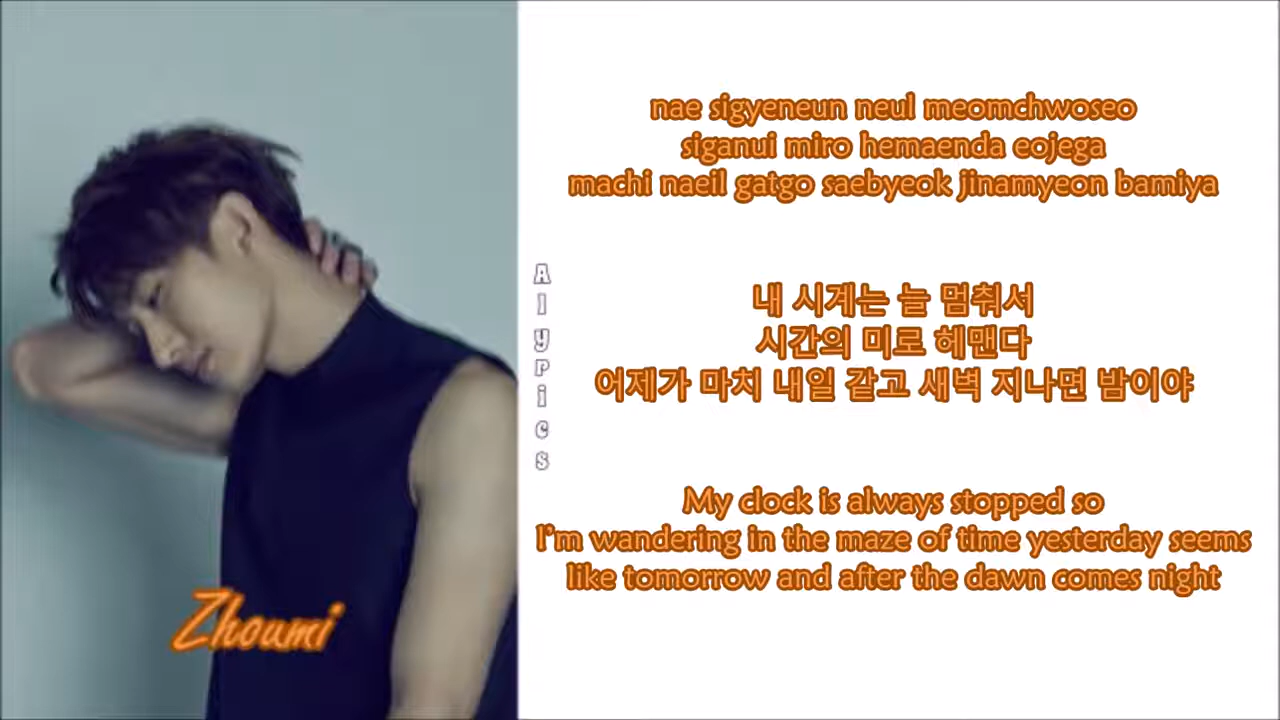 nae sigyeneun neul meomchwoseo
siganui miro hemaenda eojega
machi naeil gatgo saebyeok jinamyeon bamiya
내 시계는 늘 멈춰서
시간의 미로 헤맨다
어제가 마치 내일 같고 새벽 지나면 밤이야
My clock is always stopped so
I'm wandering in the maze of time yesterday seems
like tomorrow and after the dawn comes night
Alyrics
Zhoumi